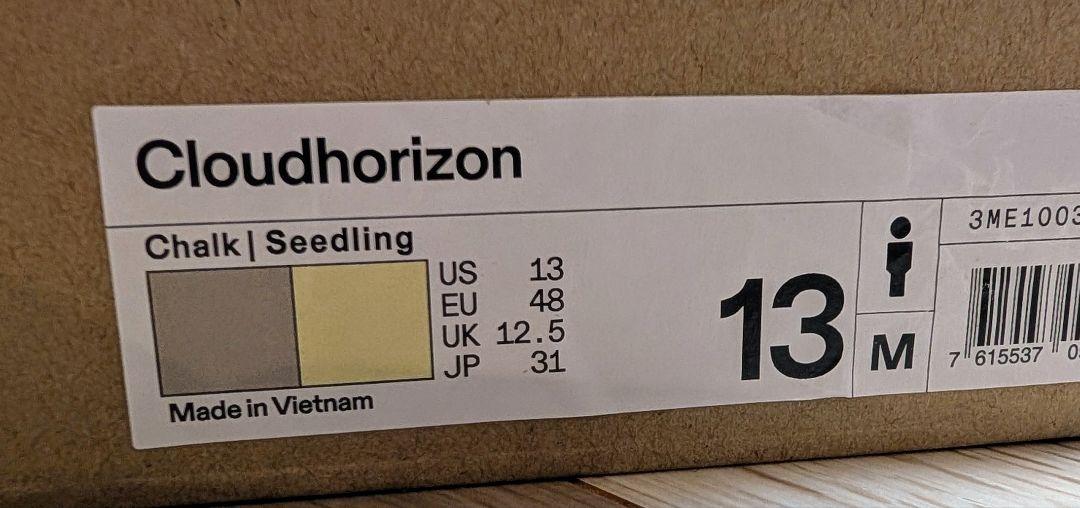 Cloudhorizon
Chalk | Seedling
US 13
EU 48
UK 12.5
JP 31
Made in Vietnam
13
M
3ME1003
7 615537 0